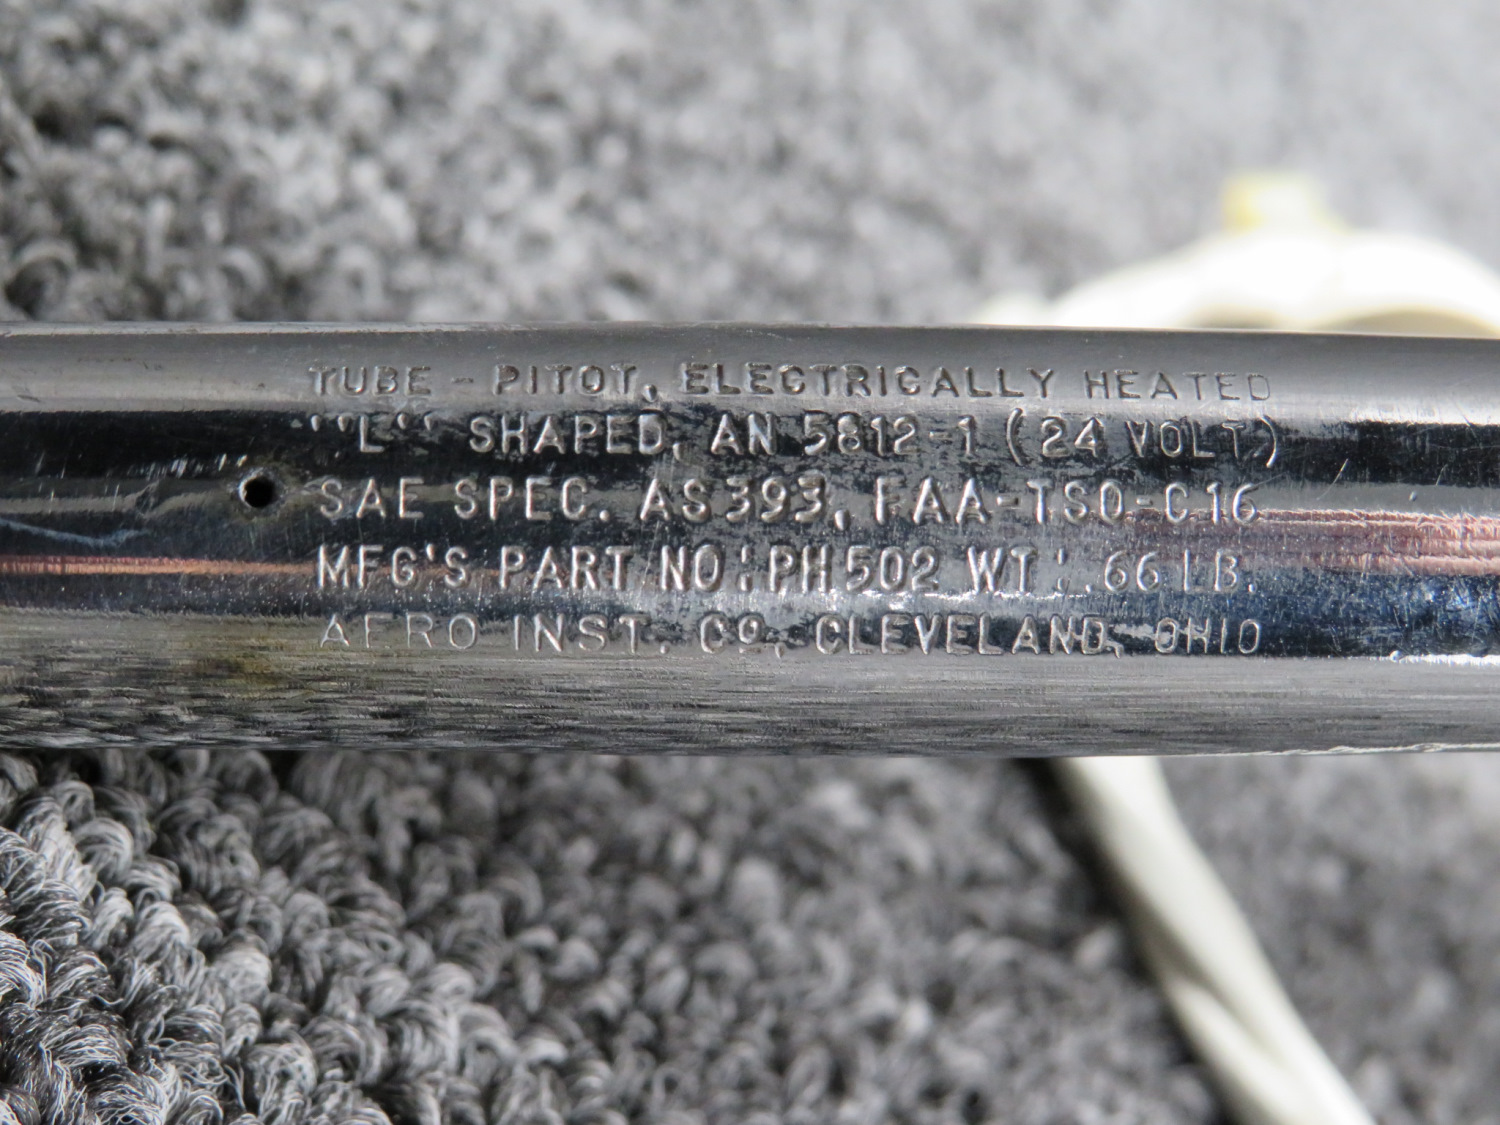 TUBE - PITOT, ELECTRICALLY HEATED
"L" SHAPED, AN 5812-1 (24 VOLT)
SAE SPEC. AS393, FAA-TSO-C16
MFG'S PART NO: PH502 WT: .66 LB.
AERO INST. CO., CLEVELAND, OHIO